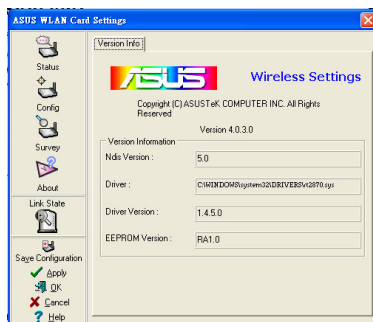 ASUS WLAN Card Settings
Status
Config
Survey
About
Link State
Save Configuration
Apply
OK
Cancel
Help
Version Info
ASUS
Wireless Settings
Copyright (C) ASUSTeK COMPUTER INC. All Rights
Reserved
Version 4.0.3.0
Version Information
Ndis Version : 5.0
Driver : C:\WINDOWS\system32\DRIVERS\rt2870.sys
Driver Version : 1.4.5.0
EEPROM Version : RA1.0